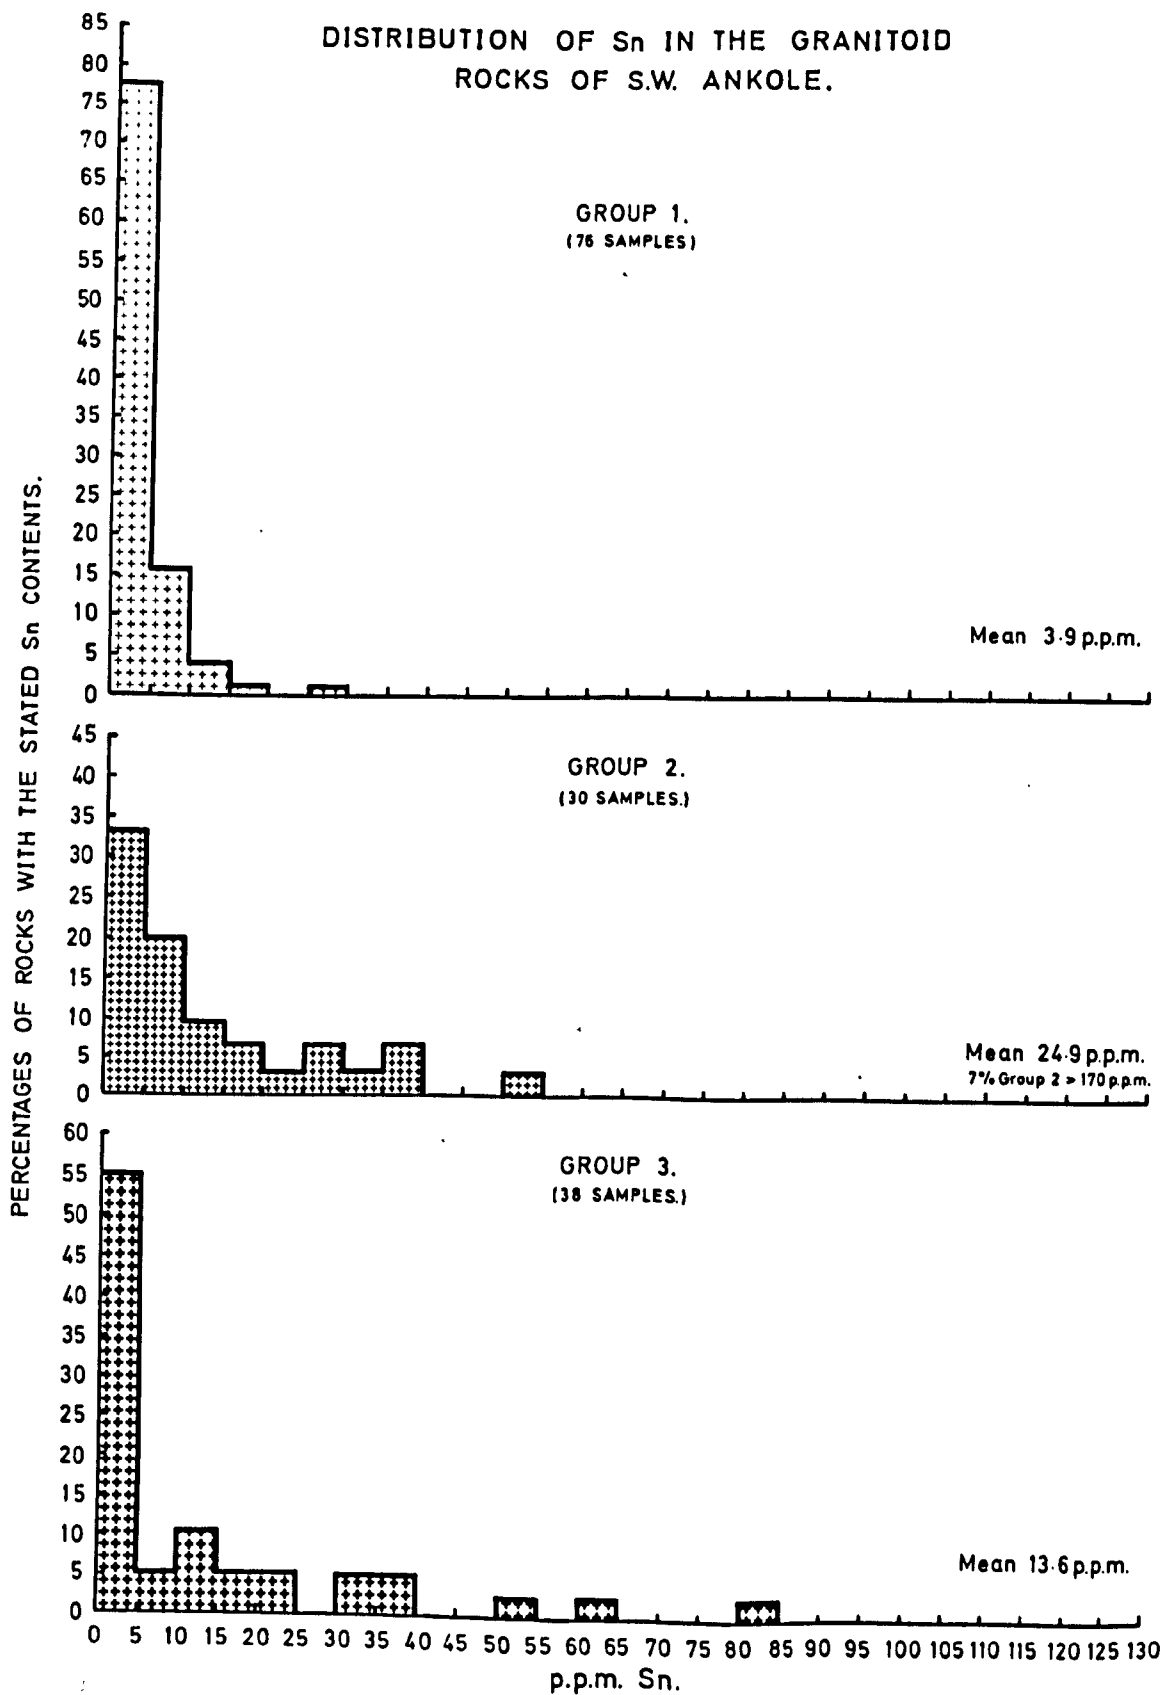 DISTRIBUTION OF Sn IN THE GRANITOID
ROCKS OF S.W. ANKOLE.
PERCENTAGES OF ROCKS WITH THE STATED Sn CONTENTS.
85
80
75
70
65
60
55
50
45
40
35
30
25
20
15
10
5
0
GROUP 1.
(76 SAMPLES)
Mean 3·9 p.p.m.
45
40
35
30
25
20
15
10
5
0
GROUP 2.
(30 SAMPLES.)
Mean 24·9 p.p.m.
7% Group 2 > 170 p.p.m.
60
55
50
45
40
35
30
25
20
15
10
5
0
GROUP 3.
(38 SAMPLES.)
Mean 13·6 p.p.m.
0 5 10 15 20 25 30 35 40 45 50 55 60 65 70 75 80 85 90 95 100 105 110 115 120 125 130
p.p.m. Sn.